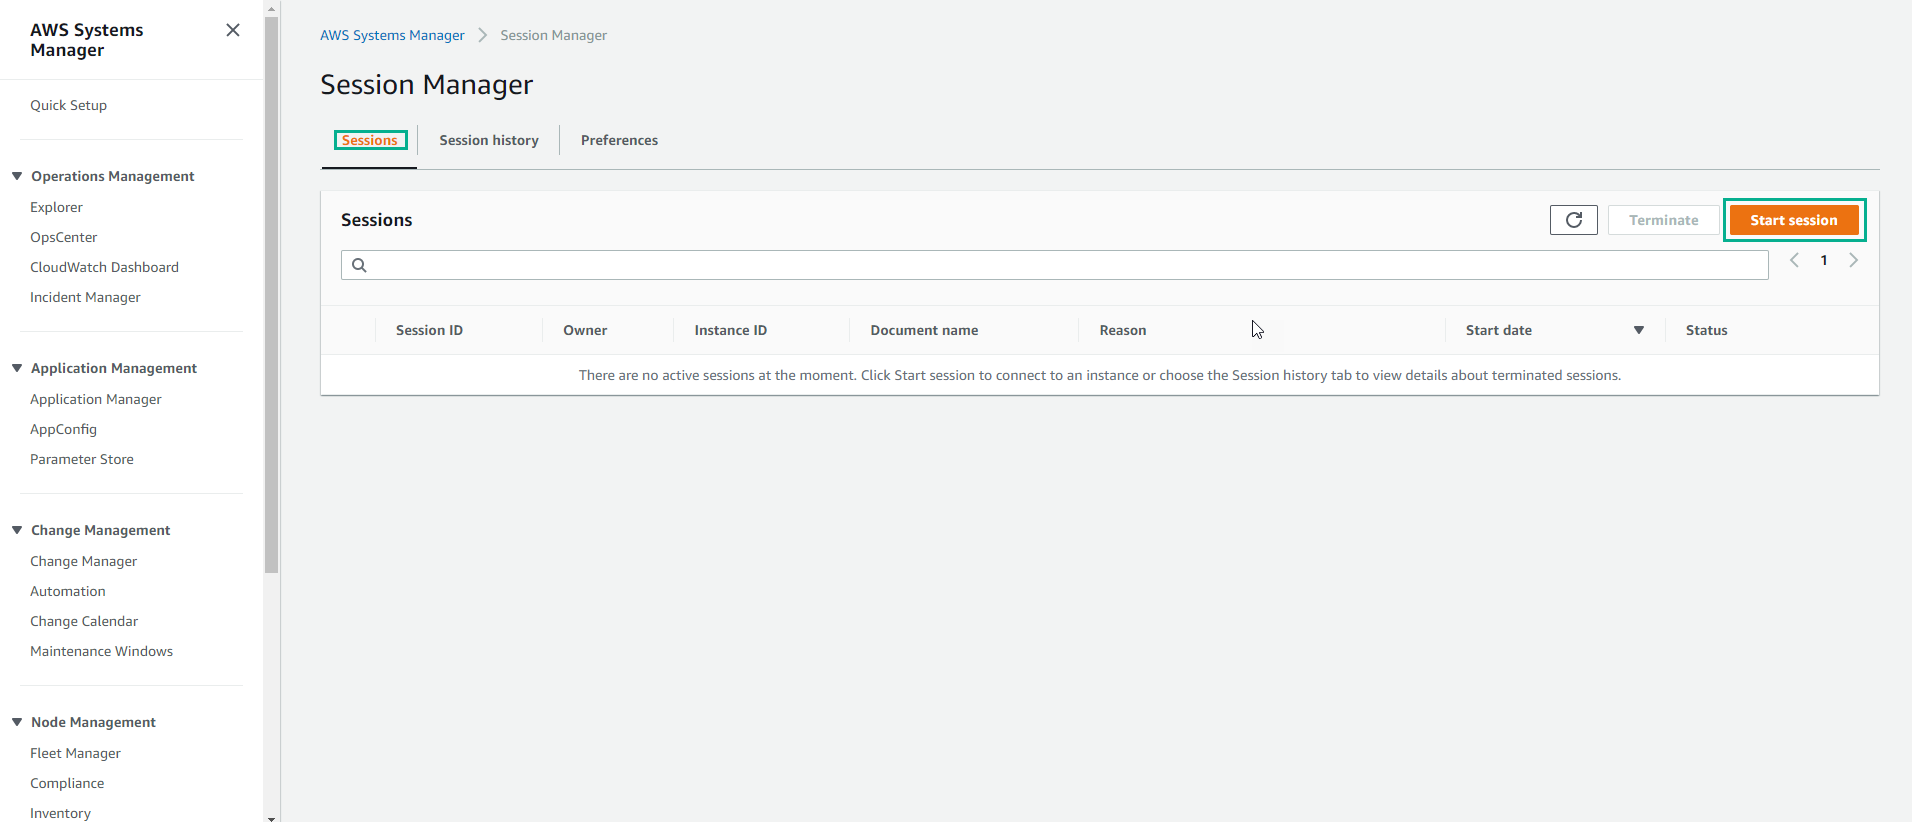 AWS Systems
Manager
Quick Setup
Operations Management
Explorer
OpsCenter
CloudWatch Dashboard
Incident Manager
Application Management
Application Manager
AppConfig
Parameter Store
Change Management
Change Manager
Automation
Change Calendar
Maintenance Windows
Node Management
Fleet Manager
Compliance
Inventory
AWS Systems Manager Session Manager
Session Manager
Sessions Session history Preferences
Sessions Terminate Start session
1
Session ID Owner Instance ID Document name Reason Start date Status
There are no active sessions at the moment. Click Start session to connect to an instance or choose the Session history tab to view details about terminated sessions.